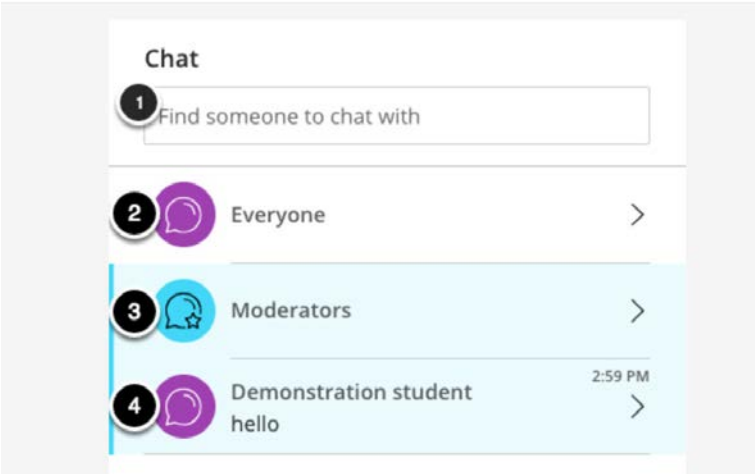 Chat
1
Find someone to chat with
2
Everyone
3
Moderators
2:59 PM
4
Demonstration student
hello